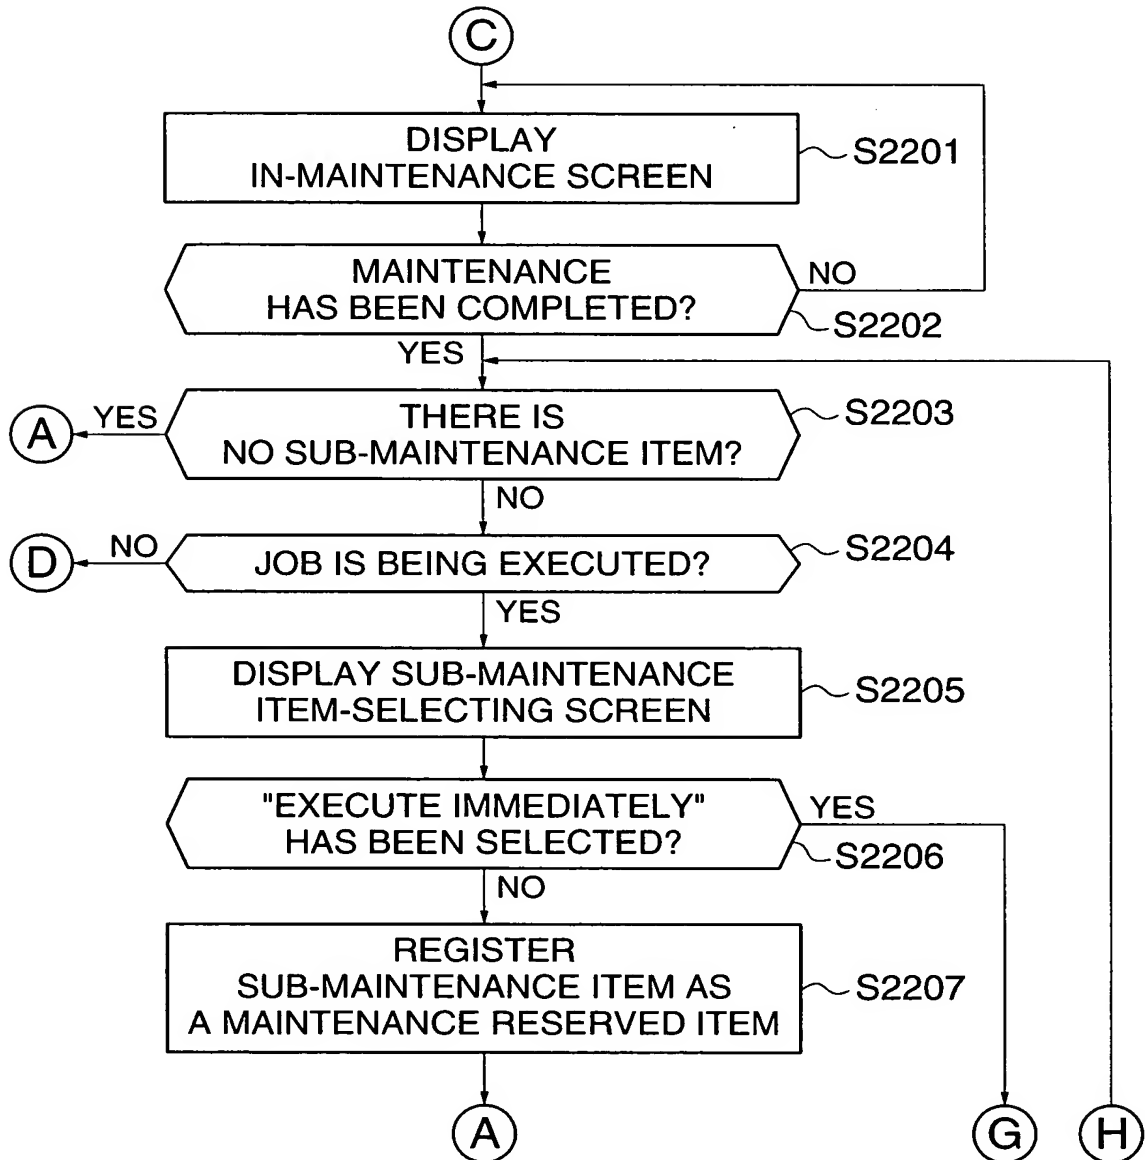 C
DISPLAY
IN-MAINTENANCE SCREEN
S2201
MAINTENANCE
HAS BEEN COMPLETED?
NO
S2202
YES
THERE IS
NO SUB-MAINTENANCE ITEM?
S2203
YES
A
NO
JOB IS BEING EXECUTED?
S2204
NO
D
YES
DISPLAY SUB-MAINTENANCE
ITEM-SELECTING SCREEN
S2205
"EXECUTE IMMEDIATELY"
HAS BEEN SELECTED?
YES
S2206
NO
REGISTER
SUB-MAINTENANCE ITEM AS
A MAINTENANCE RESERVED ITEM
S2207
A
G
H